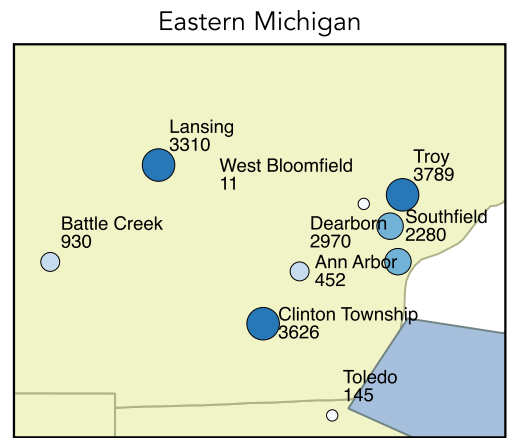 Eastern Michigan
Lansing
3310
West Bloomfield
11
Troy
3789
Battle Creek
930
Dearborn
2970
Southfield
2280
Ann Arbor
452
Clinton Township
3626
Toledo
145